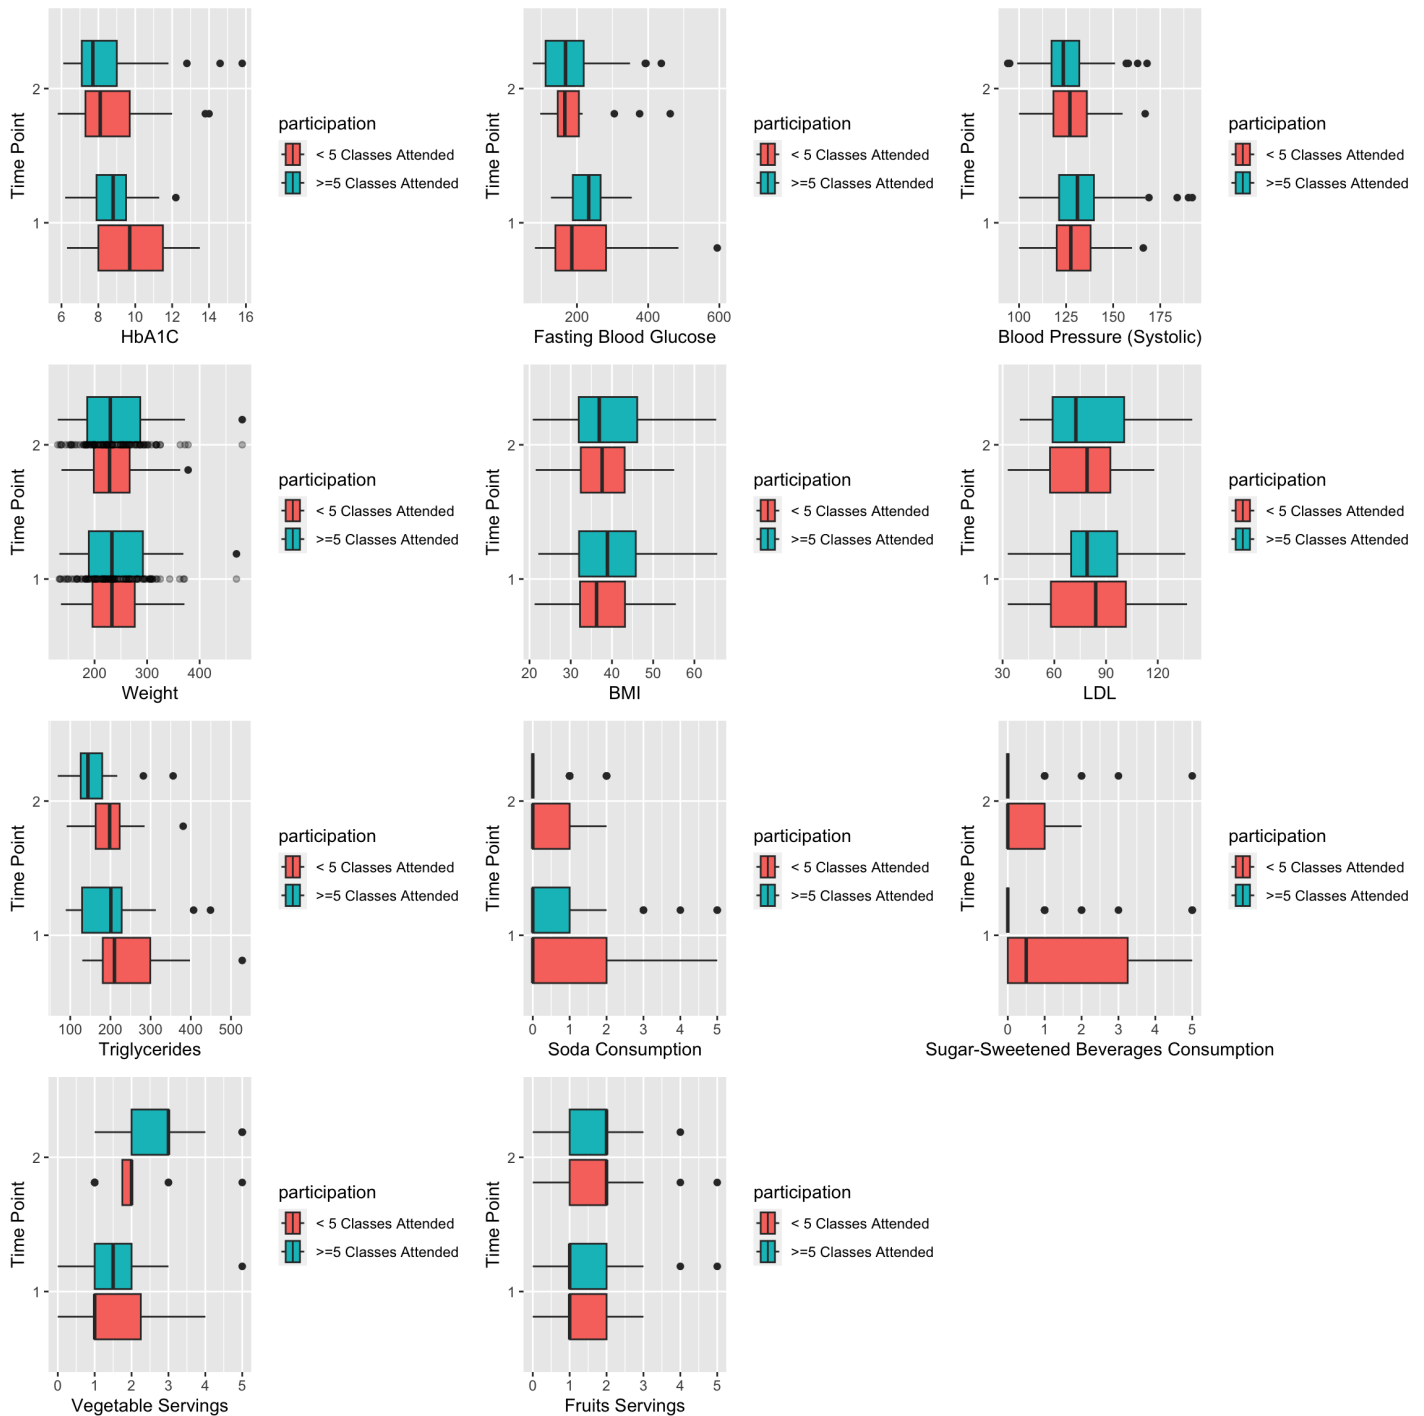 Time Point
2
1
6 8 10 12 14 16
HbA1C
participation
< 5 Classes Attended
>=5 Classes Attended
Time Point
2
1
200 400 600
Fasting Blood Glucose
participation
< 5 Classes Attended
>=5 Classes Attended
Time Point
2
1
100 125 150 175
Blood Pressure (Systolic)
participation
< 5 Classes Attended
>=5 Classes Attended
Time Point
2
1
200 300 400
Weight
participation
< 5 Classes Attended
>=5 Classes Attended
Time Point
2
1
20 30 40 50 60
BMI
participation
< 5 Classes Attended
>=5 Classes Attended
Time Point
2
1
30 60 90 120
LDL
participation
< 5 Classes Attended
>=5 Classes Attended
Time Point
2
1
100 200 300 400 500
Triglycerides
participation
< 5 Classes Attended
>=5 Classes Attended
Time Point
2
1
0 1 2 3 4 5
Soda Consumption
participation
< 5 Classes Attended
>=5 Classes Attended
Time Point
2
1
0 1 2 3 4 5
Sugar-Sweetened Beverages Consumption
participation
< 5 Classes Attended
>=5 Classes Attended
Time Point
2
1
0 1 2 3 4 5
Vegetable Servings
participation
< 5 Classes Attended
>=5 Classes Attended
Time Point
2
1
0 1 2 3 4 5
Fruits Servings
participation
< 5 Classes Attended
>=5 Classes Attended